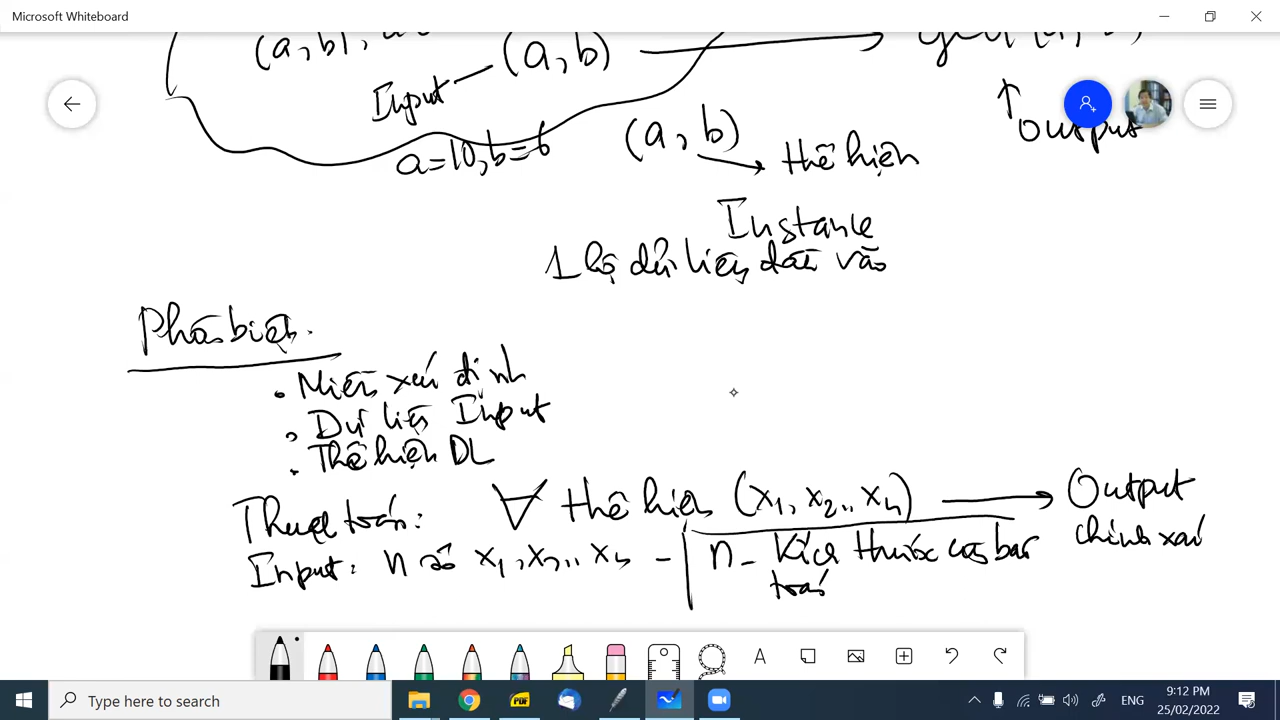 Microsoft Whiteboard
(a, b), a
Input — (a, b) → gcd(a, b)
Output
a=10, b=6
(a, b) → thể hiện
Instance
1 bộ dữ liệu đầu vào
Phân biệt.
• Miền xác định
• Dữ liệu Input
• Thể hiện DL
Thuật toán: ∀ thể hiện (x₁, x₂,.. xₙ) → Output
chính xác
Input: n số x₁, x₂,.. xₙ – | n – Kích thước của bài
toán
A
Type here to search
ENG
9:12 PM
25/02/2022